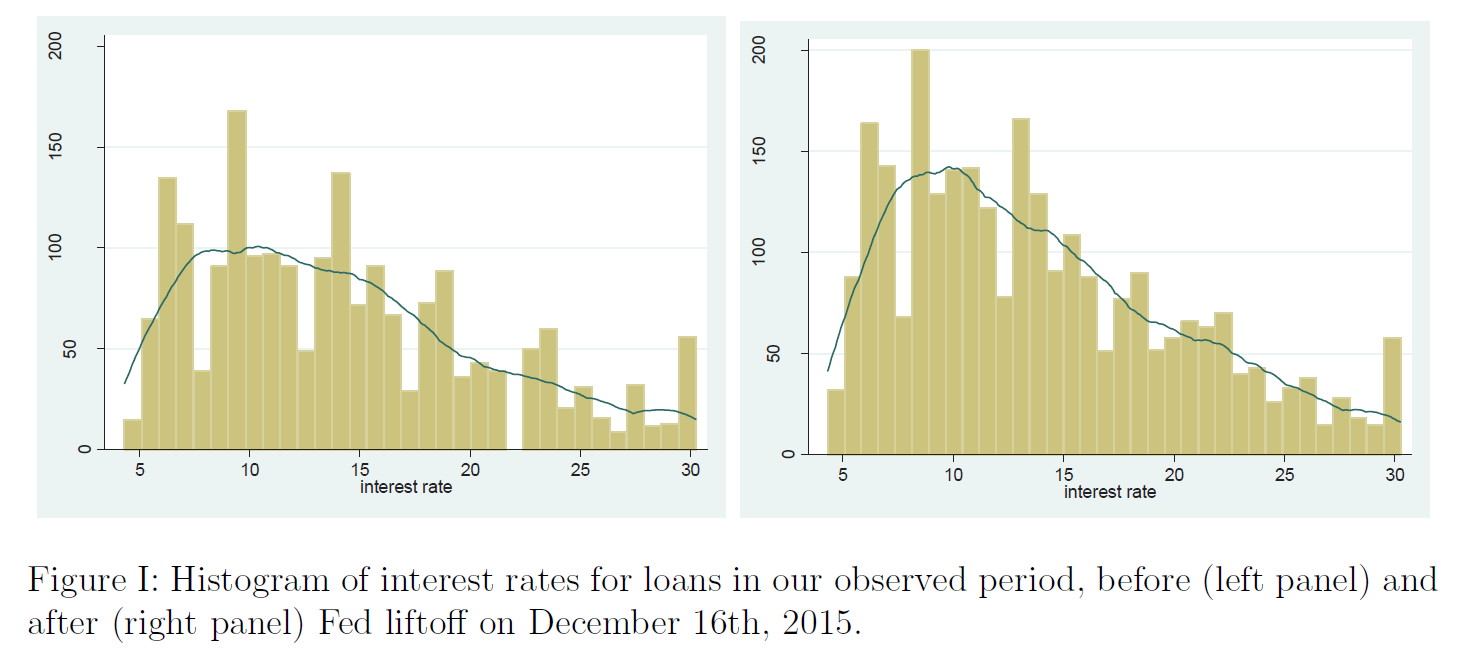 200
150
100
50
0
5 10 15 20 25 30
interest rate
200
150
100
50
0
5 10 15 20 25 30
interest rate
Figure I: Histogram of interest rates for loans in our observed period, before (left panel) and
after (right panel) Fed liftoff on December 16th, 2015.